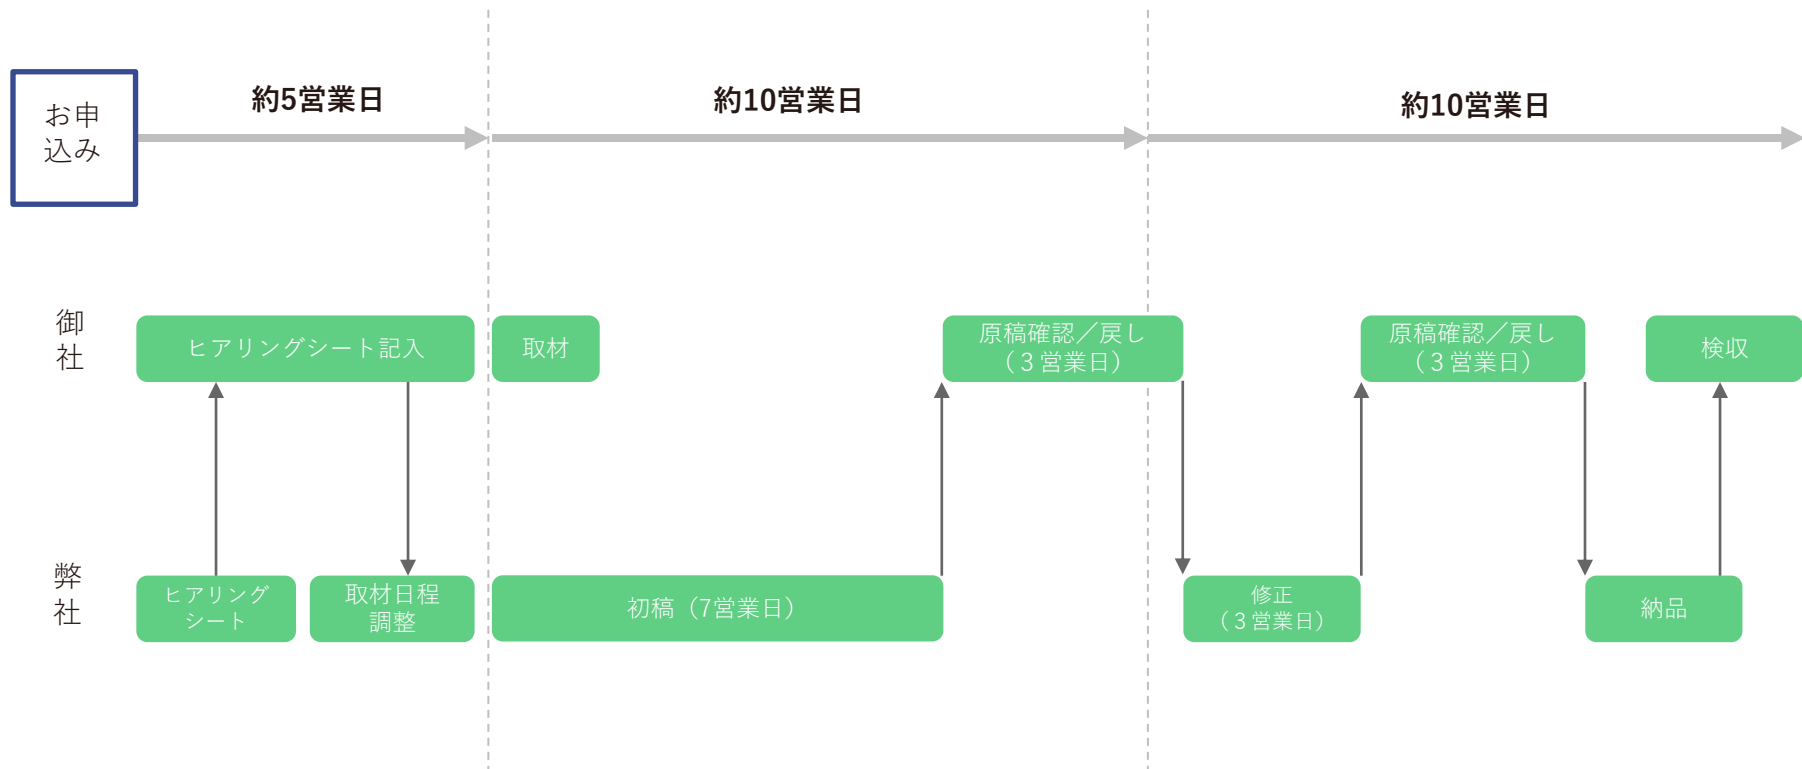 お申
込み
約5営業日
約10営業日
約10営業日
御
社
ヒアリングシート記入
取材
原稿確認／戻し
（３営業日）
原稿確認／戻し
（３営業日）
検収
弊
社
ヒアリング
シート
取材日程
調整
初稿（7営業日）
修正
（３営業日）
納品